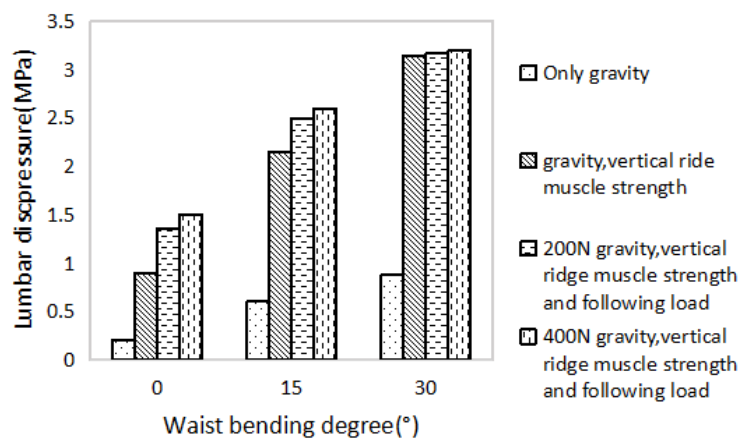 3.5
3
2.5
2
1.5
1
0.5
0
Lumbar discpressure(MPa)
0
15
30
Waist bending degree(°)
Only gravity
gravity,vertical ride
muscle strength
200N gravity,vertical
ridge muscle strength
and following load
400N gravity,vertical
ridge muscle strength
and following load